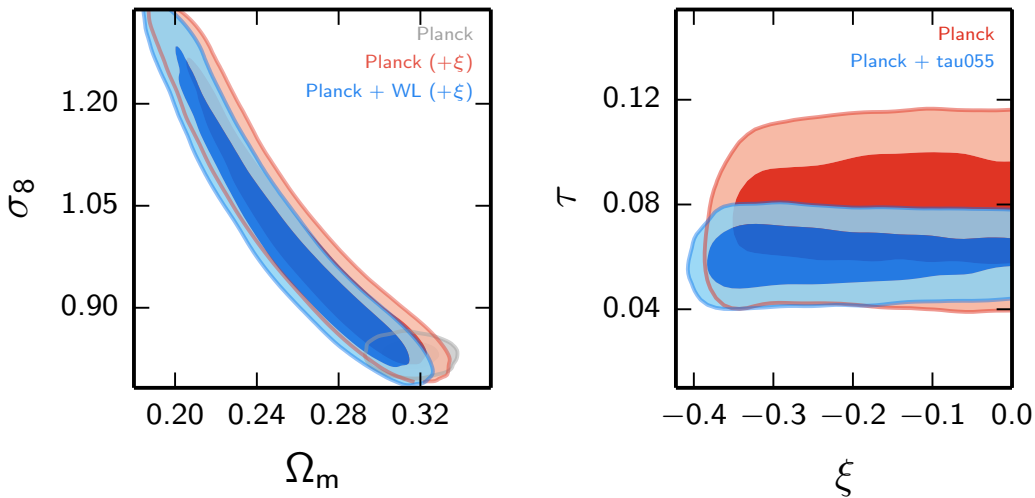 Planck
Planck (+ξ)
Planck + WL (+ξ)
1.20
1.05
0.90
σ8
0.20 0.24 0.28 0.32
Ωm
Planck
Planck + tau055
0.12
0.08
0.04
τ
−0.4 −0.3 −0.2 −0.1 0.0
ξ